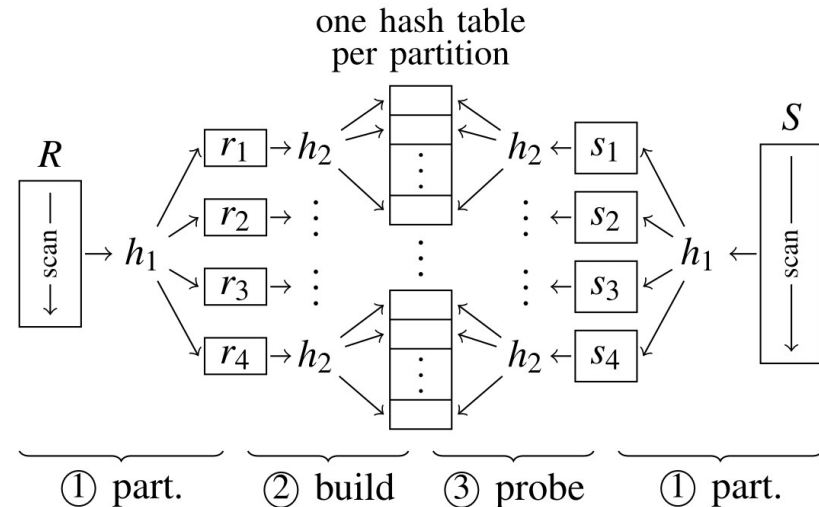 one hash table
per partition
R
S
scan
h₁
r₁
r₂
r₃
r₄
h₂
⋮
⋮
h₂
⋮
⋮
⋮
h₂
⋮
⋮
h₂
s₁
s₂
s₃
s₄
h₁
scan
① part.
② build
③ probe
① part.